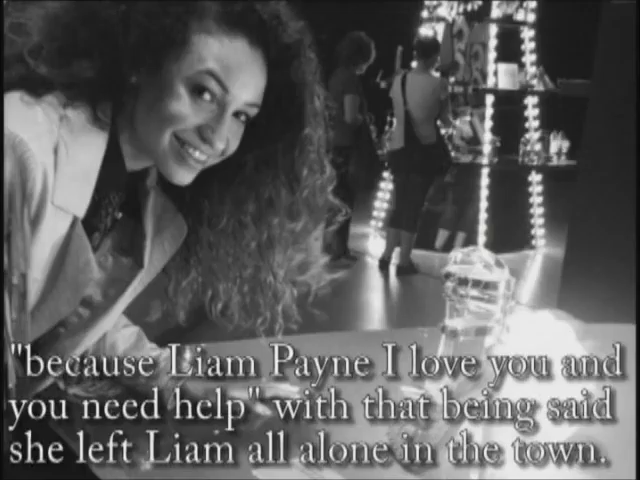 "because Liam Payne I love you and
you need help" with that being said
she left Liam all alone in the town.